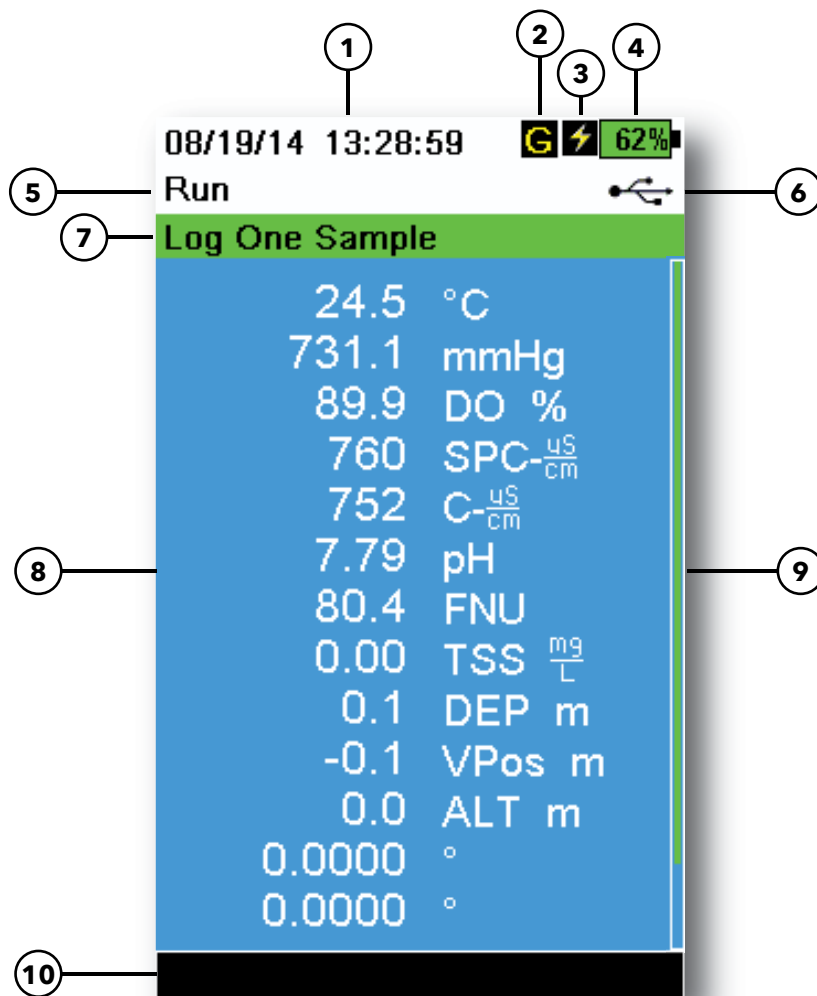 1
2
3
4
08/19/14 13:28:59 G 62%
5
Run
6
7
Log One Sample
24.5 °C
731.1 mmHg
89.9 DO %
760 SPC-uS/cm
752 C-uS/cm
8
7.79 pH
9
80.4 FNU
0.00 TSS mg/L
0.1 DEP m
-0.1 VPos m
0.0 ALT m
0.0000 °
0.0000 °
10